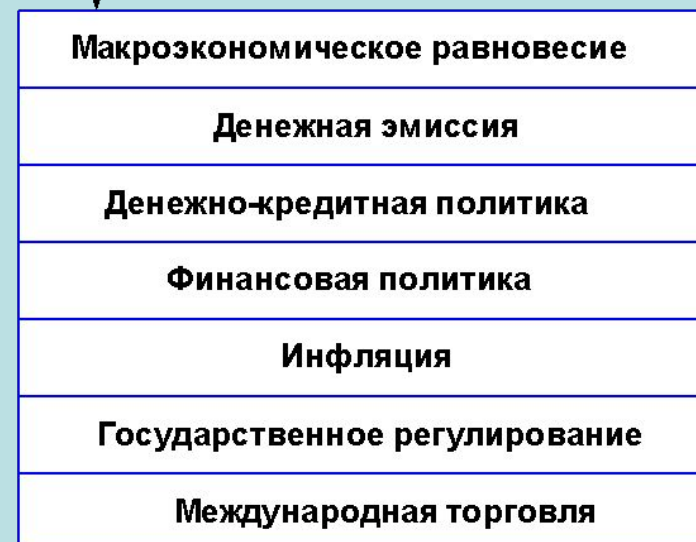 Макроэкономическое равновесие
Денежная эмиссия
Денежно-кредитная политика
Финансовая политика
Инфляция
Государственное регулирование
Международная торговля